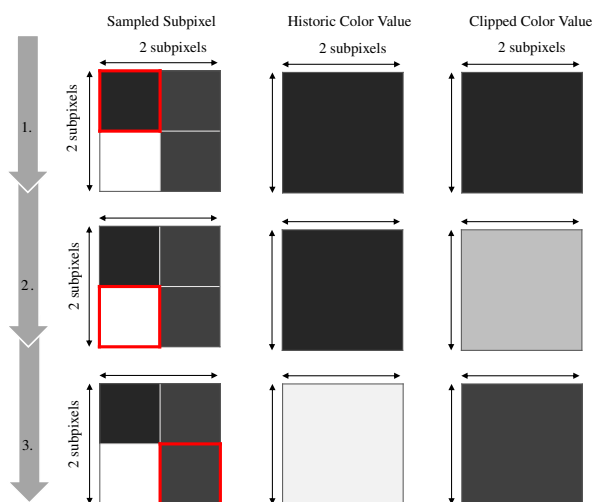 Sampled Subpixel
Historic Color Value
Clipped Color Value
2 subpixels
2 subpixels
2 subpixels
1.
2 subpixels
2.
2 subpixels
3.
2 subpixels